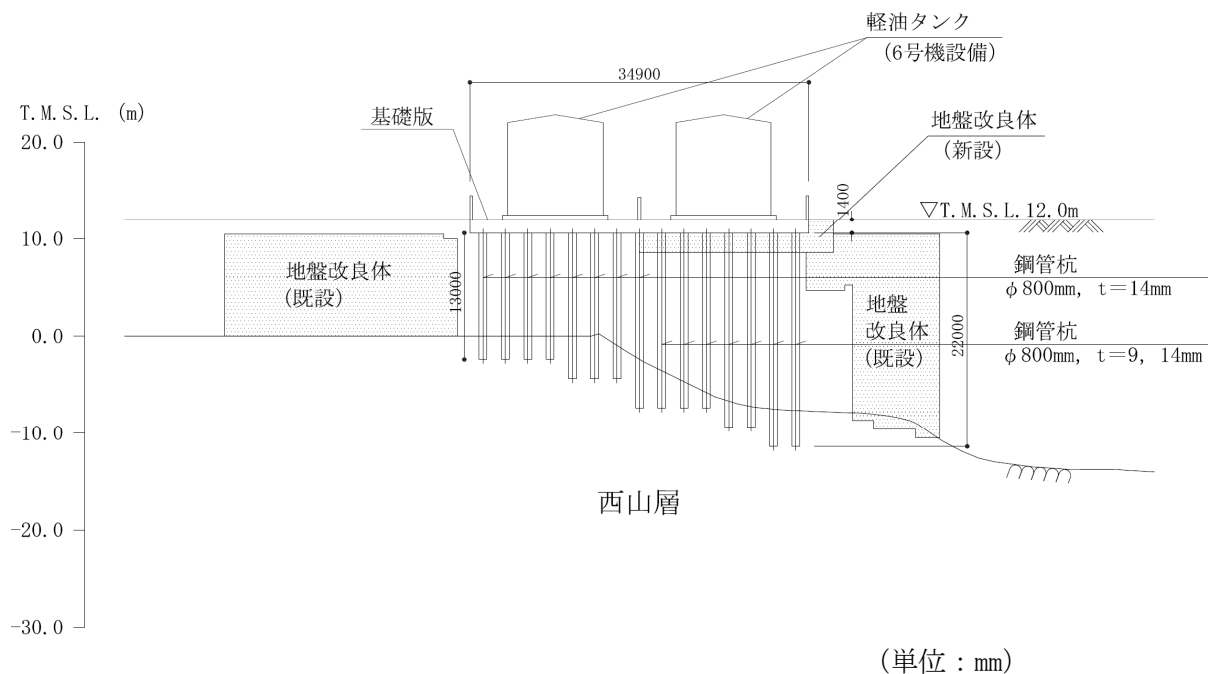 軽油タンク
(6号機設備)
34900
T.M.S.L. (m)
基礎版
地盤改良体
(新設)
20.0
1400
▽T.M.S.L.12.0m
10.0
地盤改良体
(既設)
13000
鋼管杭
φ800mm, t=14mm
地盤
改良体
(既設)
22000
鋼管杭
φ800mm, t=9, 14mm
0.0
-10.0
西山層
-20.0
-30.0
(単位：mm)